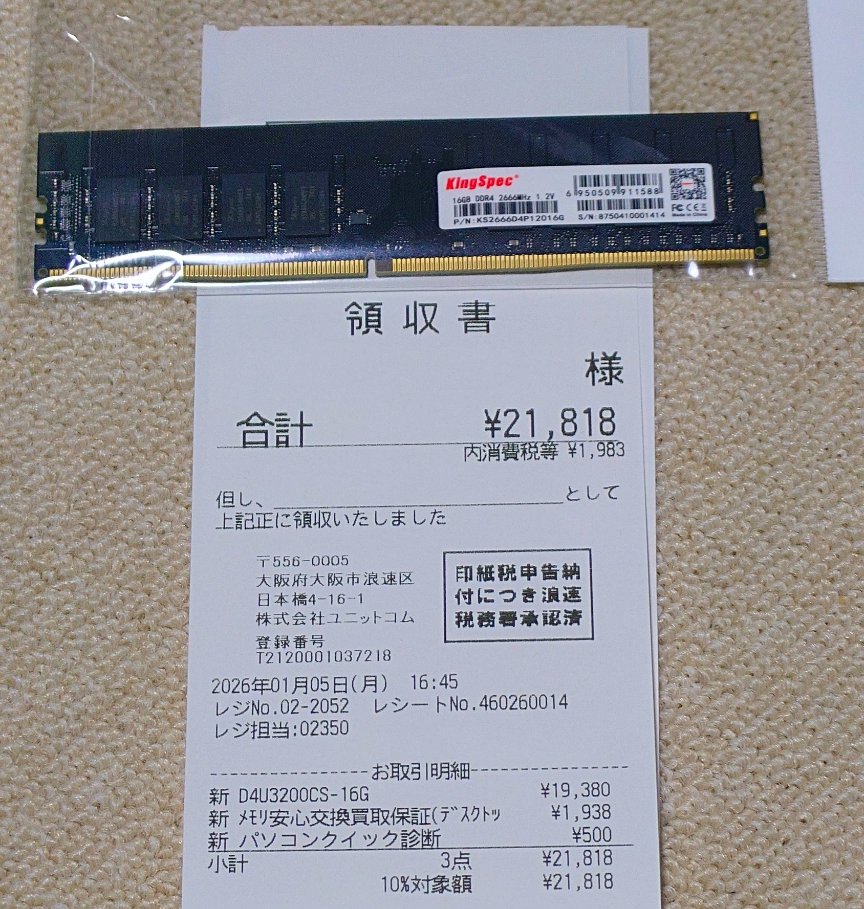 KingSpec®
16GB DDR4 2666MHz 1.2V
6 950509 911588
P/N:KS2666D4P12016G
S/N:8750410001414
Made in China
領収書
様
合計 ¥21,818
内消費税等 ¥1,983
但し、 として
上記正に領収いたしました
〒556-0005
大阪府大阪市浪速区
日本橋4-16-1
株式会社ユニットコム
登録番号
T2120001037218
印紙税申告納
付につき浪速
税務署承認済
2026年01月05日(月) 16:45
レジNo.02-2052 レシートNo.460260014
レジ担当:02350
----------------お取引明細----------------
新 D4U3200CS-16G ¥19,380
新 メモリ安心交換買取保証(デスクトッ ¥1,938
新 パソコンクイック診断 ¥500
小計 3点 ¥21,818
10%対象額 ¥21,818